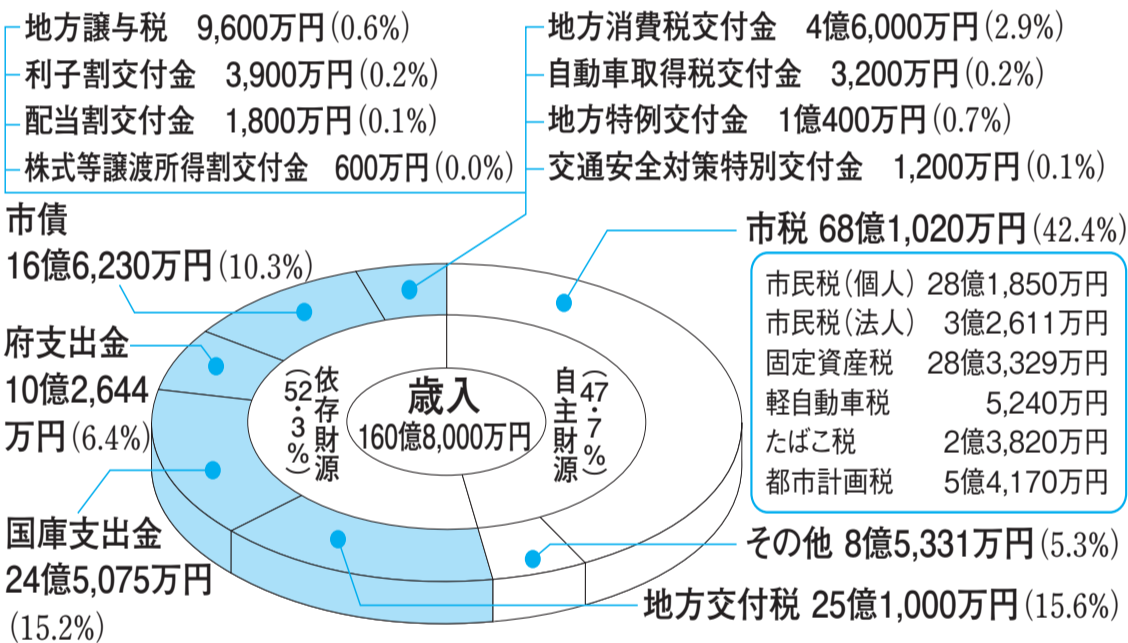 地方譲与税 9,600万円(0.6%)
利子割交付金 3,900万円(0.2%)
配当割交付金 1,800万円(0.1%)
株式等譲渡所得割交付金 600万円(0.0%)
地方消費税交付金 4億6,000万円(2.9%)
自動車取得税交付金 3,200万円(0.2%)
地方特例交付金 1億400万円(0.7%)
交通安全対策特別交付金 1,200万円(0.1%)
市債
16億6,230万円(10.3%)
府支出金
10億2,644
万円(6.4%)
国庫支出金
24億5,075万円
(15.2%)
依存財源
(52・3%)
歳入
160億8,000万円
自主財源
(47・7%)
市税 68億1,020万円(42.4%)
市民税(個人) 28億1,850万円
市民税(法人) 3億2,611万円
固定資産税 28億3,329万円
軽自動車税 5,240万円
たばこ税 2億3,820万円
都市計画税 5億4,170万円
その他 8億5,331万円(5.3%)
地方交付税 25億1,000万円(15.6%)